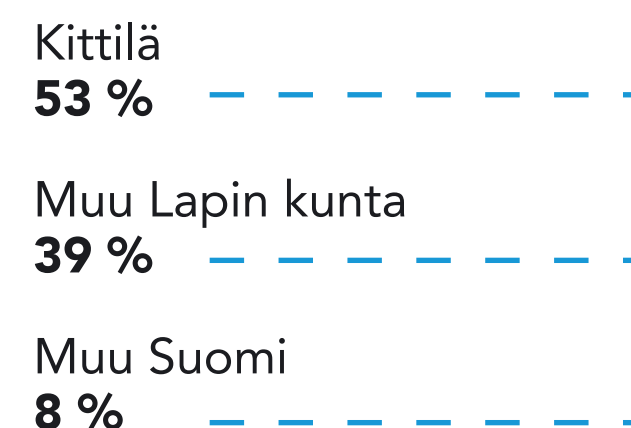 Kittilä
53 %
Muu Lapin kunta
39 %
Muu Suomi
8 %